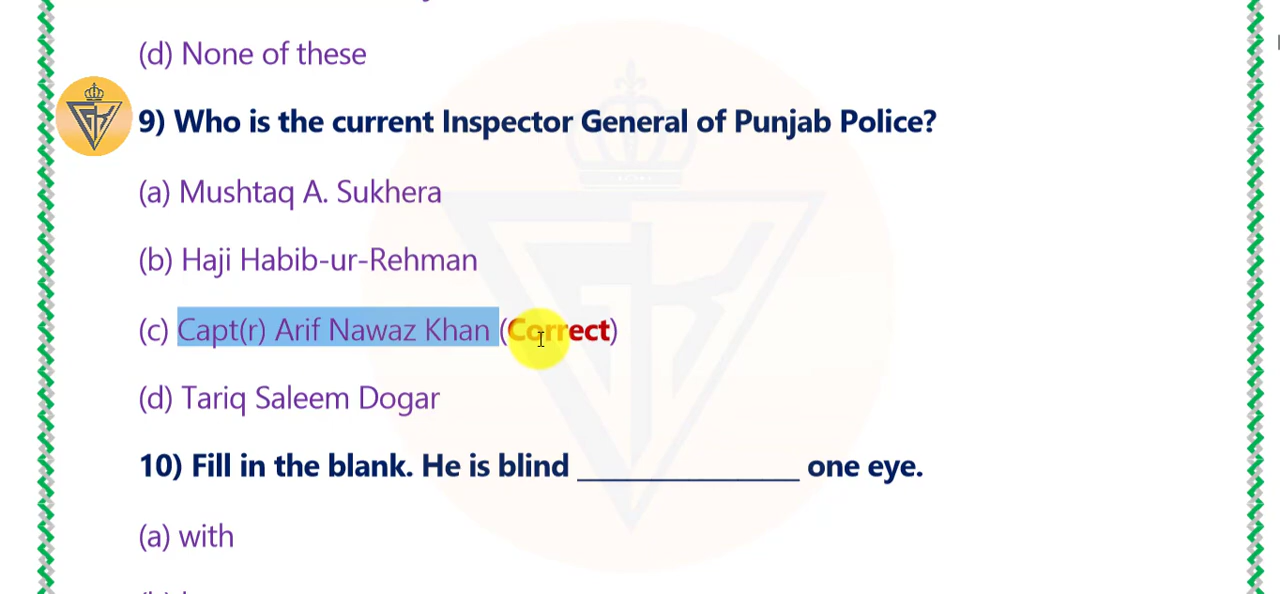 (d) None of these
9) Who is the current Inspector General of Punjab Police?
(a) Mushtaq A. Sukhera
(b) Haji Habib-ur-Rehman
(c) Capt(r) Arif Nawaz Khan (Correct)
(d) Tariq Saleem Dogar
10) Fill in the blank. He is blind ______________ one eye.
(a) with